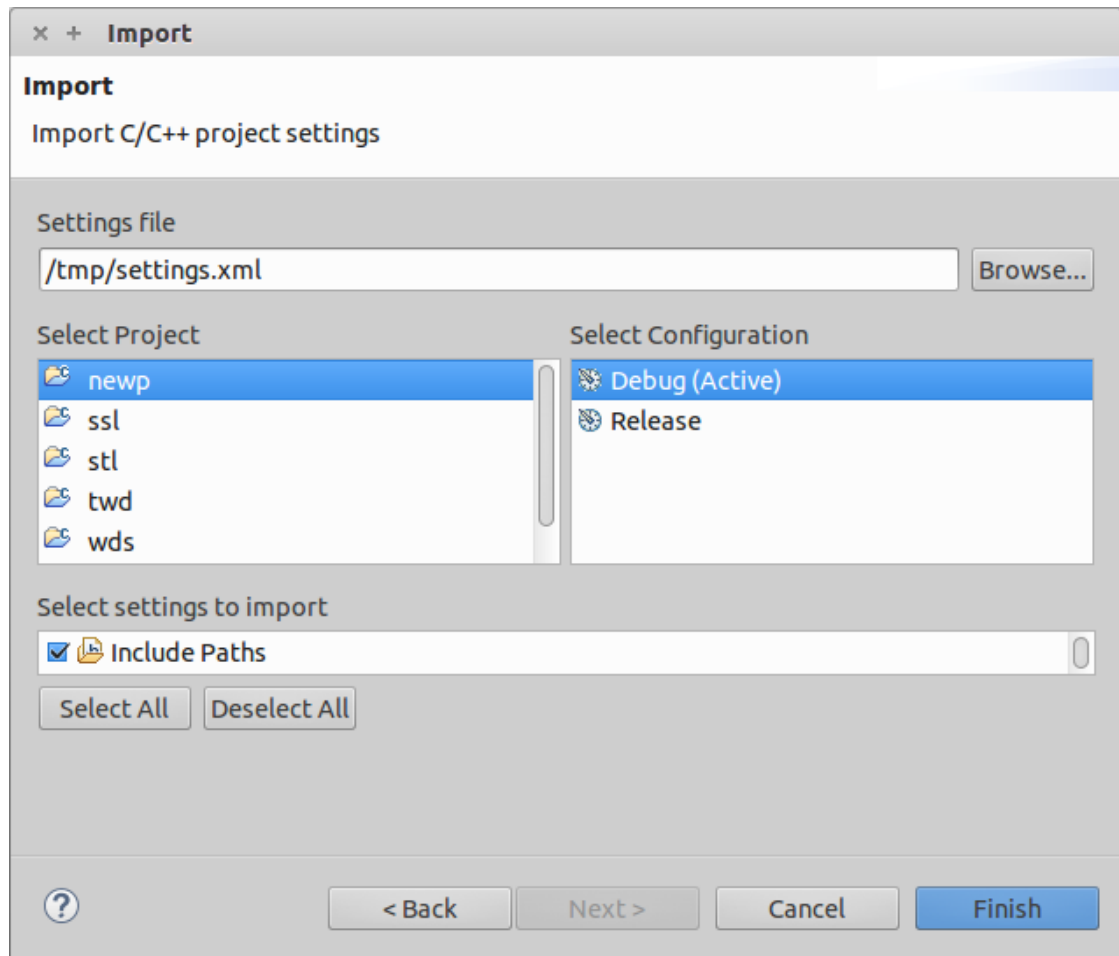 Import
Import
Import C/C++ project settings
Settings file
/tmp/settings.xml Browse...
Select Project Select Configuration
newp Debug (Active)
ssl Release
stl
twd
wds
Select settings to import
Include Paths
Select All Deselect All
? < Back Next > Cancel Finish